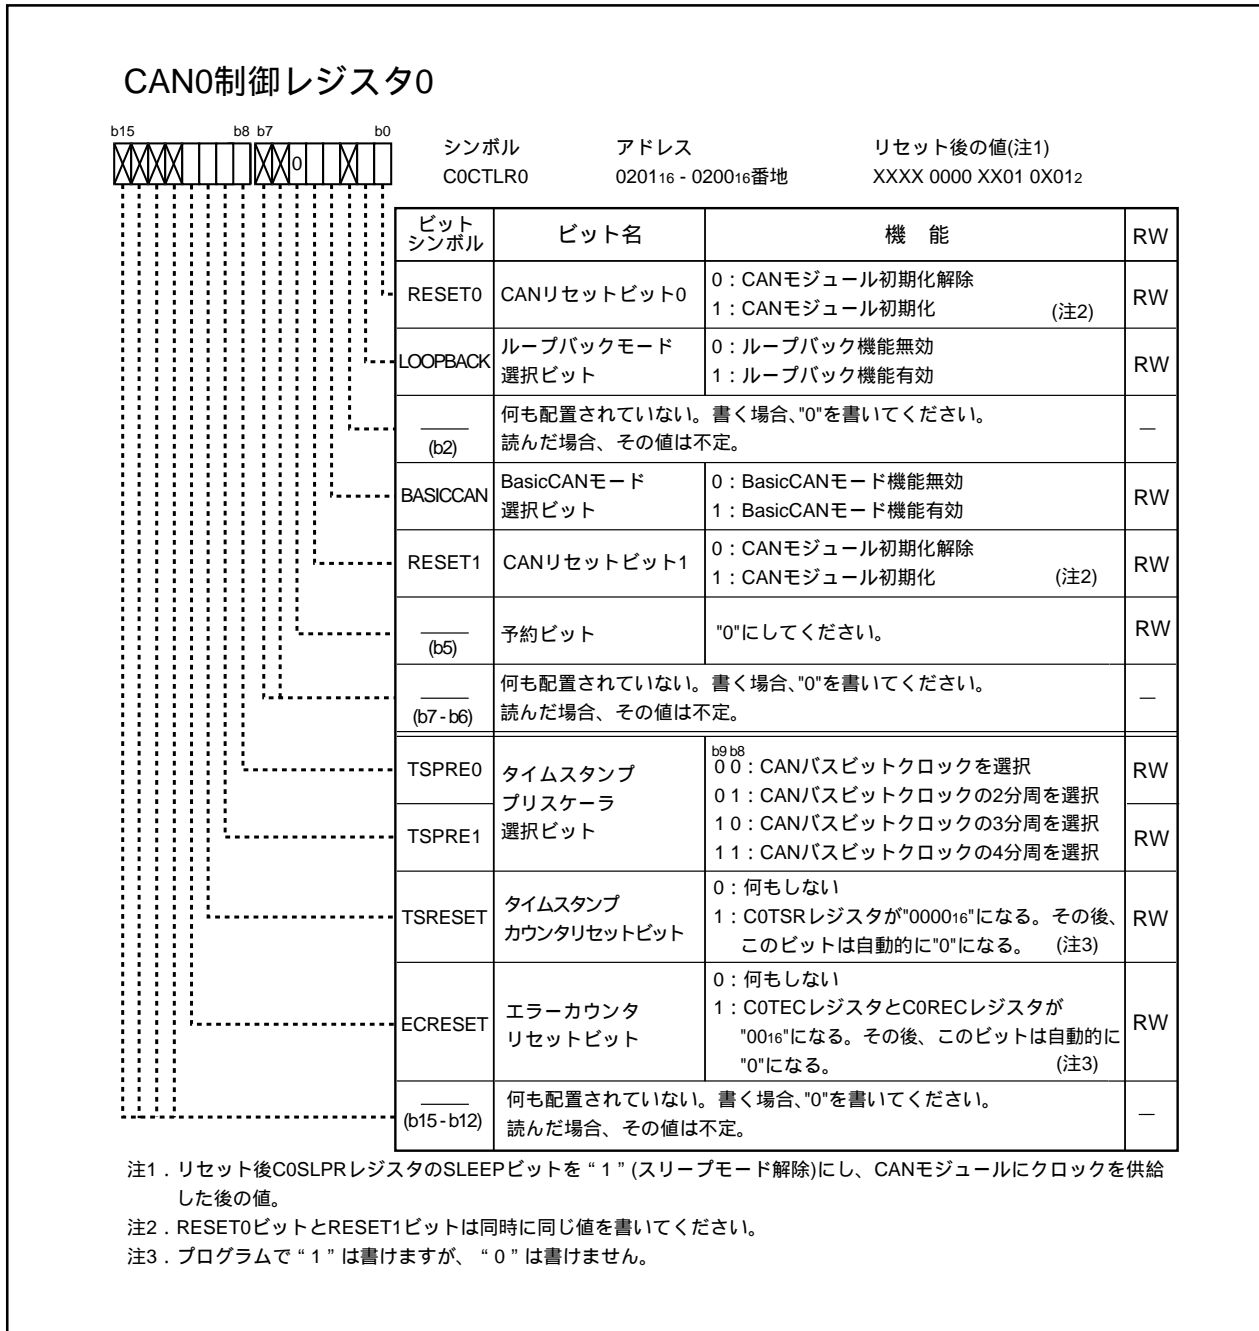 CAN0制御レジスタ0
b15 b8 b7 b0
0
シンボル アドレス リセット後の値(注1)
C0CTLR0 020116 - 020016番地 XXXX 0000 XX01 0X012
ビットシンボル ビット名 機 能 RW
RESET0 CANリセットビット0 0：CANモジュール初期化解除 RW
1：CANモジュール初期化 (注2)
LOOPBACK ループバックモード 0：ループバック機能無効 RW
選択ビット 1：ループバック機能有効
(b2) 何も配置されていない。書く場合、"0"を書いてください。 —
読んだ場合、その値は不定。
BASICCAN BasicCANモード 0：BasicCANモード機能無効 RW
選択ビット 1：BasicCANモード機能有効
RESET1 CANリセットビット1 0：CANモジュール初期化解除 RW
1：CANモジュール初期化 (注2)
(b5) 予約ビット "0"にしてください。 RW
(b7 - b6) 何も配置されていない。書く場合、"0"を書いてください。 —
読んだ場合、その値は不定。
b9 b8
TSPRE0 タイムスタンプ 0 0：CANバスビットクロックを選択 RW
プリスケーラ 0 1：CANバスビットクロックの2分周を選択
TSPRE1 選択ビット 1 0：CANバスビットクロックの3分周を選択 RW
1 1：CANバスビットクロックの4分周を選択
0：何もしない
TSRESET タイムスタンプ 1：C0TSRレジスタが"000016"になる。その後、 RW
カウンタリセットビット このビットは自動的に"0"になる。 (注3)
0：何もしない
ECRESET エラーカウンタ 1：C0TECレジスタとC0RECレジスタが RW
リセットビット "0016"になる。その後、このビットは自動的に
"0"になる。 (注3)
(b15 - b12) 何も配置されていない。書く場合、"0"を書いてください。 —
読んだ場合、その値は不定。
注1．リセット後C0SLPRレジスタのSLEEPビットを“1”(スリープモード解除)にし、CANモジュールにクロックを供給
した後の値。
注2．RESET0ビットとRESET1ビットは同時に同じ値を書いてください。
注3．プログラムで“1”は書けますが、“0”は書けません。